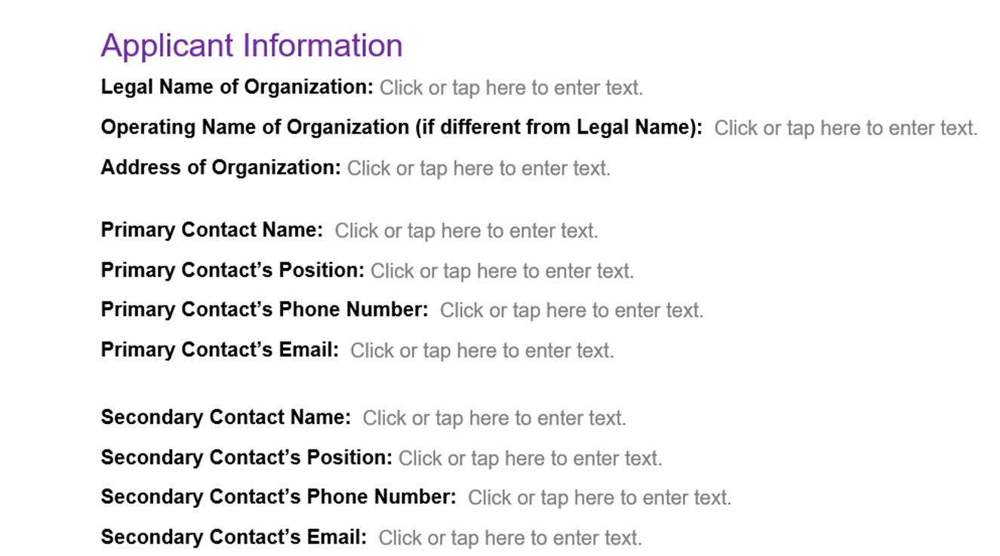 Applicant Information
Legal Name of Organization: Click or tap here to enter text.
Operating Name of Organization (if different from Legal Name):  Click or tap here to enter text.
Address of Organization: Click or tap here to enter text.
Primary Contact Name:  Click or tap here to enter text.
Primary Contact’s Position: Click or tap here to enter text.
Primary Contact’s Phone Number:  Click or tap here to enter text.
Primary Contact’s Email:  Click or tap here to enter text.
Secondary Contact Name:  Click or tap here to enter text.
Secondary Contact’s Position: Click or tap here to enter text.
Secondary Contact’s Phone Number:  Click or tap here to enter text.
Secondary Contact’s Email:  Click or tap here to enter text.